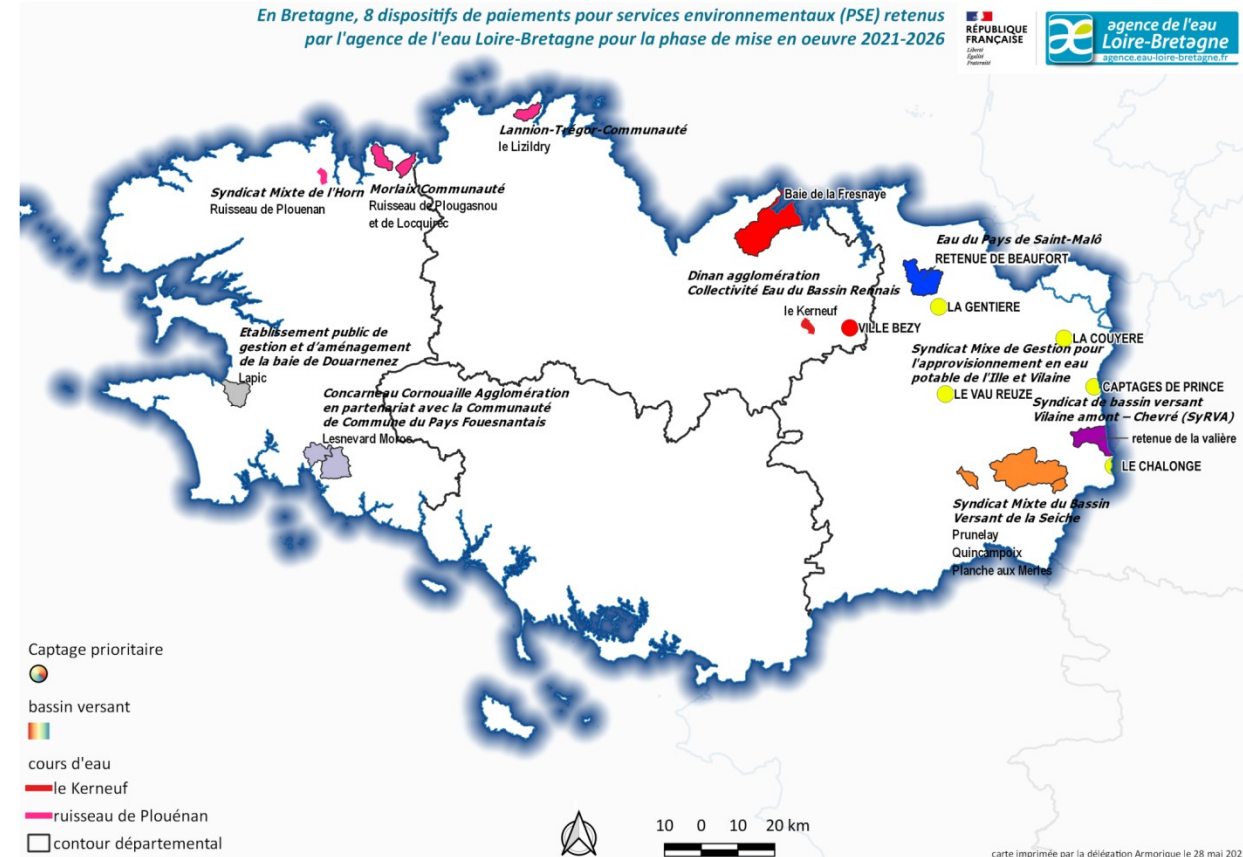 En Bretagne, 8 dispositifs de paiements pour services environnementaux (PSE) retenus
par l'agence de l'eau Loire-Bretagne pour la phase de mise en oeuvre 2021-2026
RÉPUBLIQUE
FRANÇAISE
Liberté
Égalité
Fraternité
agence de l'eau
Loire-Bretagne
agence.eau-loire-bretagne.fr
Lannion-Trégor-Communauté
le Lizildry
Syndicat Mixte de l'Horn
Ruisseau de Plouenan
Morlaix Communauté
Ruisseau de Plougasnou
et de Locquirec
Baie de la Fresnaye
Eau du Pays de Saint-Malô
RETENUE DE BEAUFORT
Dinan agglomération
Collectivité Eau du Bassin Rennais
le Kerneuf
VILLE BEZY
LA GENTIERE
LA COUYERE
Etablissement public de
gestion et d'aménagement
de la baie de Douarnenez
Lapic
Syndicat Mixe de Gestion pour
l'approvisionnement en eau
potable de l'Ille et Vilaine
LE VAU REUZE
CAPTAGES DE PRINCE
Concarneau Cornouaille Agglomération
en partenariat avec la Communauté
de Commune du Pays Fouesnantais
Lesnevard Moros
Syndicat de bassin versant
Vilaine amont – Chevré (SyRVA)
retenue de la valière
LE CHALONGE
Syndicat Mixte du Bassin
Versant de la Seiche
Prunelay
Quincampoix
Planche aux Merles
Captage prioritaire
bassin versant
cours d'eau
le Kerneuf
ruisseau de Plouénan
contour départemental
10 0 10 20 km
carte imprimée par la délégation Armorique le 28 mai 202